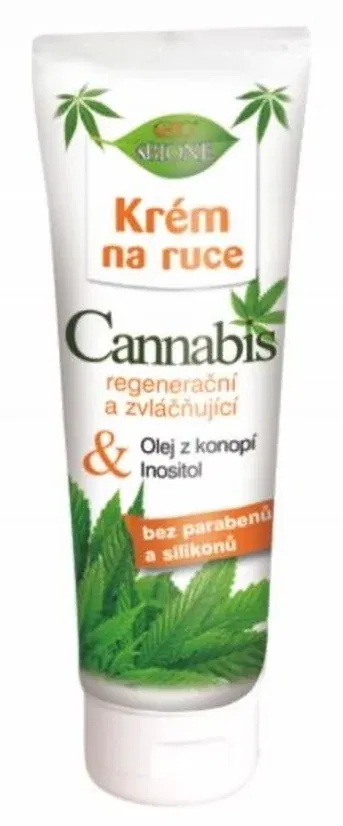 BIONE
Krém
na ruce
Cannabis
regenerační
a zvláčňující
& Olej z konopí
Inositol
bez parabenů
a silikonů